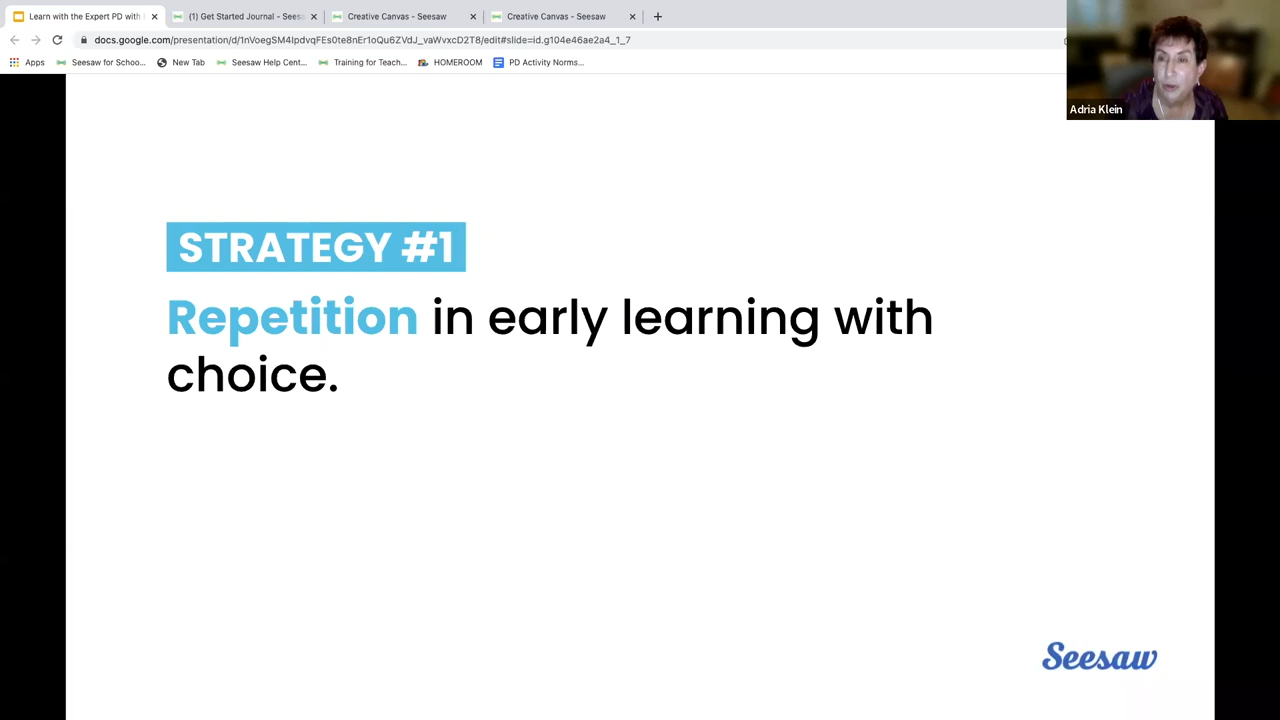 Learn with the Expert PD with
(1) Get Started Journal - Sees
Creative Canvas - Seesaw
Creative Canvas - Seesaw
docs.google.com/presentation/d/1nVoegSM4IpdvqFEs0te8nEr1oQu6ZVdJ_vaWvxcD2T8/edit#slide=id.g104e46ae2a4_1_7
Apps
Seesaw for Schoo...
New Tab
Seesaw Help Cent...
Training for Teach...
HOMEROOM
PD Activity Norms...
Adria Klein
STRATEGY #1
Repetition in early learning with
choice.
Seesaw